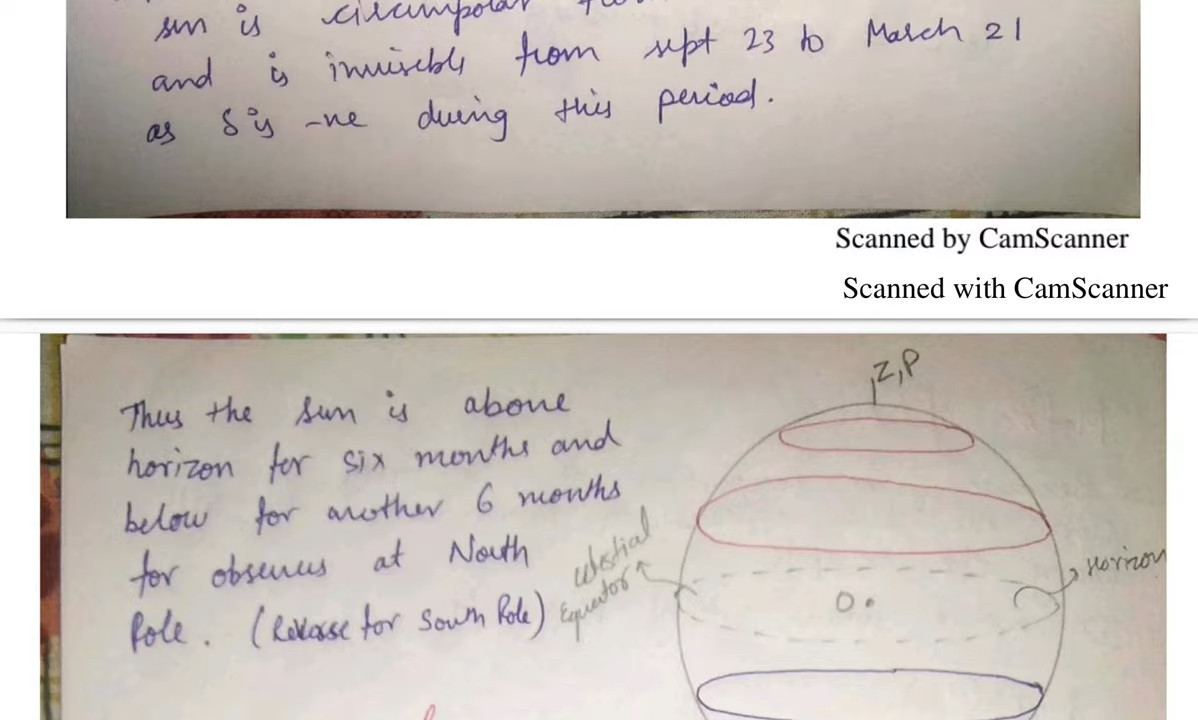 sun is circumpolar
and is invisible from sept 23 to March 21
as δ is -ve during this period.
Scanned by CamScanner
Scanned with CamScanner
Thus the sun is above
horizon for six months and
below for another 6 months
for observers at North
Pole. (Reverse for South Pole)
Z,P
Celestial
Equator
Horizon
O